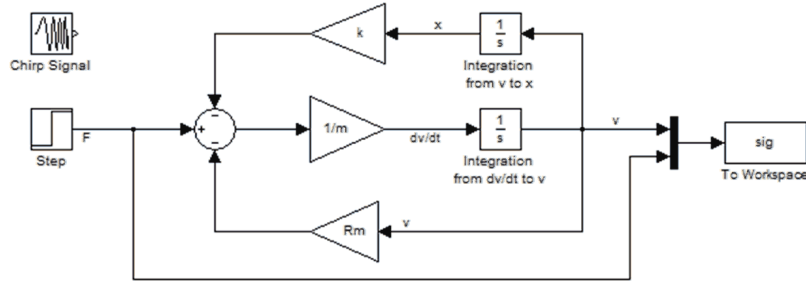 k
x
1
s
Chirp Signal
Integration
from v to x
F
Step
+
−
−
1/m
dv/dt
1
s
Integration
from dv/dt to v
v
sig
To Workspace
Rm
v